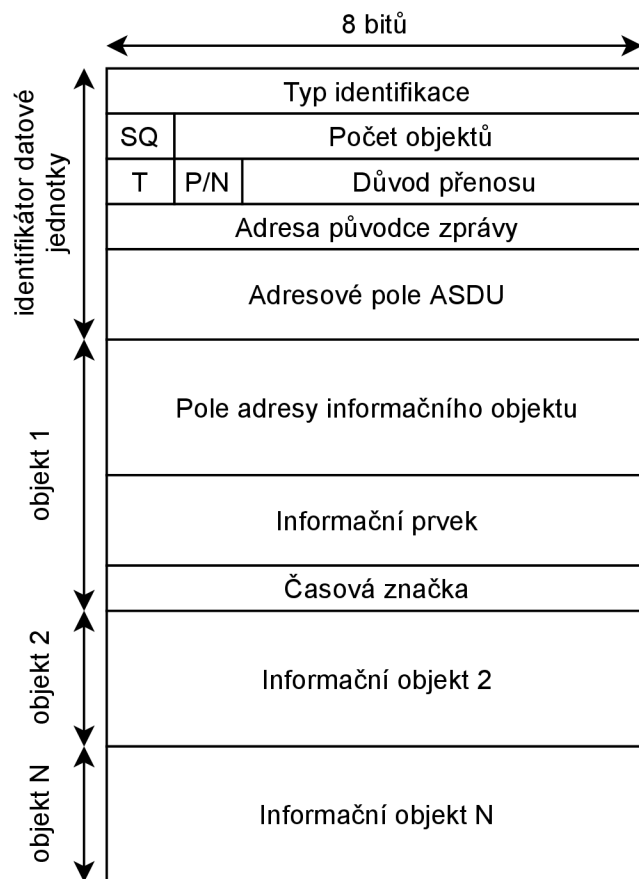 8 bitů
identifikátor datové
jednotky
Typ identifikace
SQ
Počet objektů
T
P/N
Důvod přenosu
Adresa původce zprávy
Adresové pole ASDU
objekt 1
Pole adresy informačního objektu
Informační prvek
Časová značka
objekt 2
Informační objekt 2
objekt N
Informační objekt N